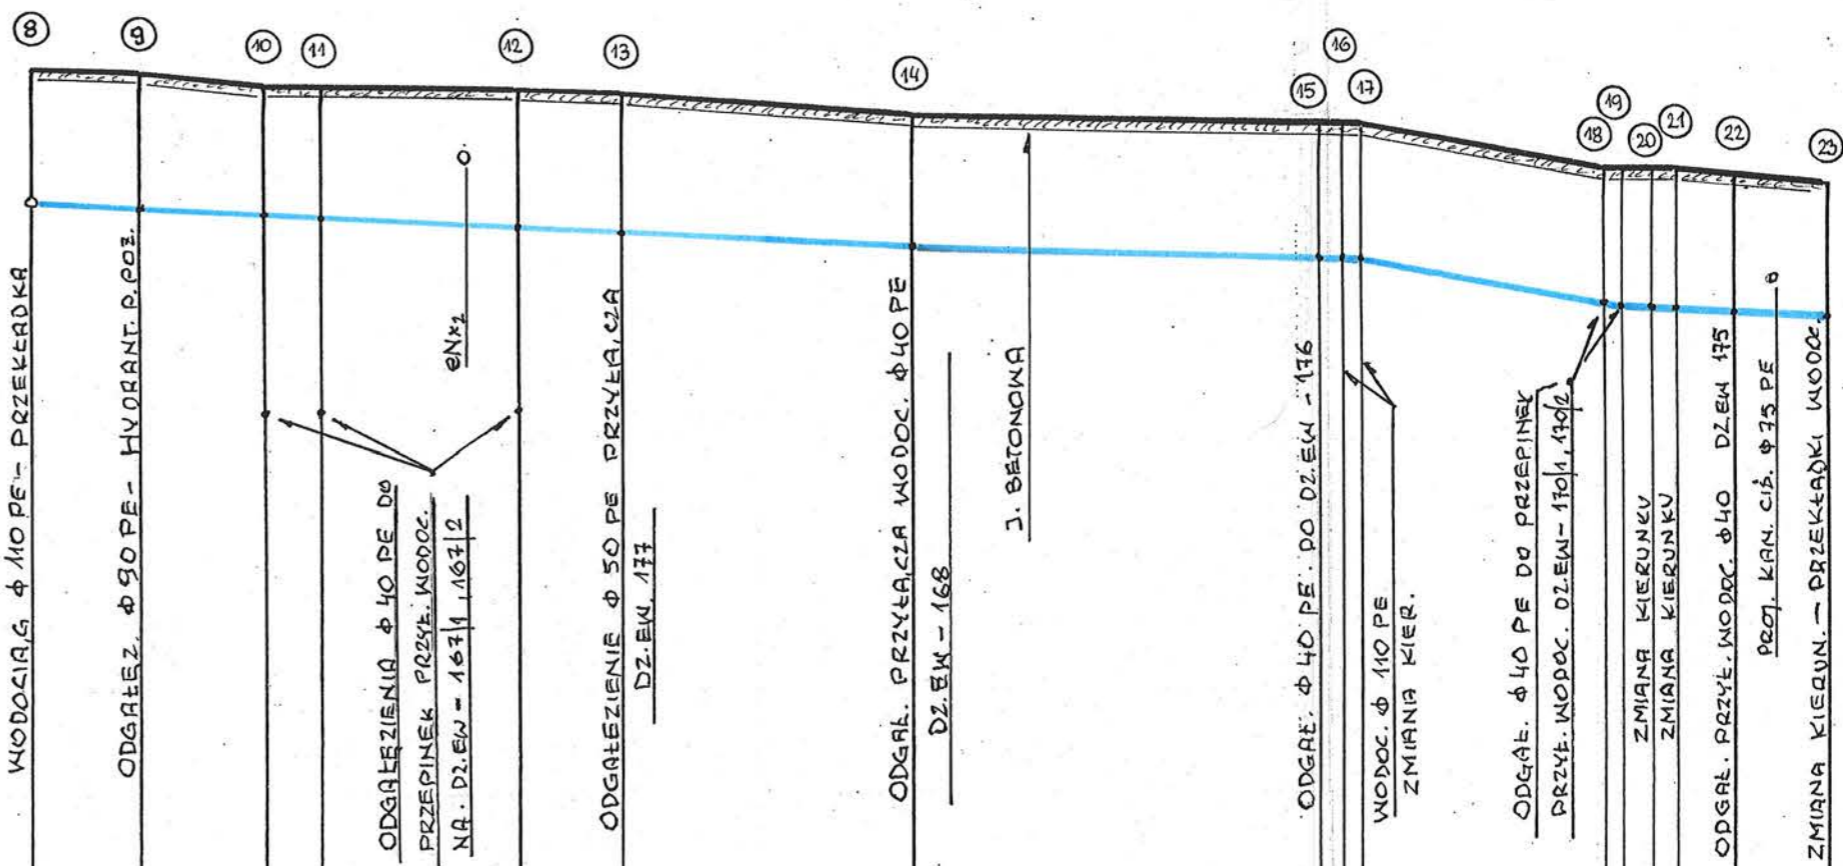 8
9
10
11
12
13
14
15
16
17
18
19
20
21
22
23
WODOCIĄG ɸ 110 PE - PRZEKŁADKA
ODGAŁĘZ. ɸ 90 PE - HYDRANT. P.POŻ.
ODGAŁĘZIENIA ɸ 40 PE DO
PRZEPINEK PRZYŁ. WODOC.
NA. DZ.EW - 167/1, 167/2
eNx2
ODGAŁĘZIENIE ɸ 50 PE PRZYŁĄCZA
DZ. EW. 177
ODGAŁ. PRZYŁĄCZA WODOC. ɸ 40 PE
DZ. EW - 168
J. BETONOWA
ODGAŁ. ɸ 40 PE. DO DZ. EW - 176
WODOC. ɸ 110 PE
ZMIANA KIER.
ODGAŁ. ɸ 40 PE DO PRZEPINEK
PRZYŁ. WODOC. DZ.EW - 170/1, 170/2
ZMIANA KIERUNKU
ZMIANA KIERUNKU
ODGAŁ. PRZYŁ. WODOC. ɸ 40 DZ.EW 175
PROJ. KAN. CIŚ. ɸ 75 PE
ZMIANA KIERUN. - PRZEKŁADKI WODOC.